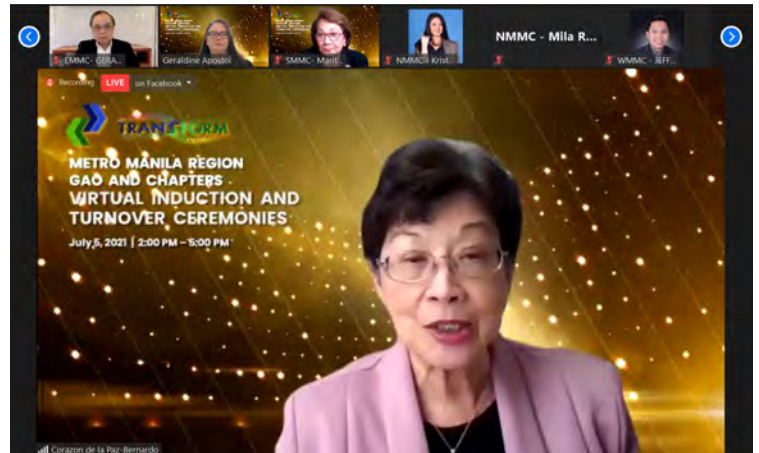 NMMC - Mila R...
EMMC- GERA...
Geraldine Apostol
SMMC- Marit...
NMMC - Krist...
WMMC - JEFF...
Recording LIVE on Facebook
TRANSFORM
METRO MANILA REGION
GAO AND CHAPTERS
VIRTUAL INDUCTION AND
TURNOVER CEREMONIES
July 5, 2021 | 2:00 PM – 5:00 PM
Corazon de la Paz-Bernardo